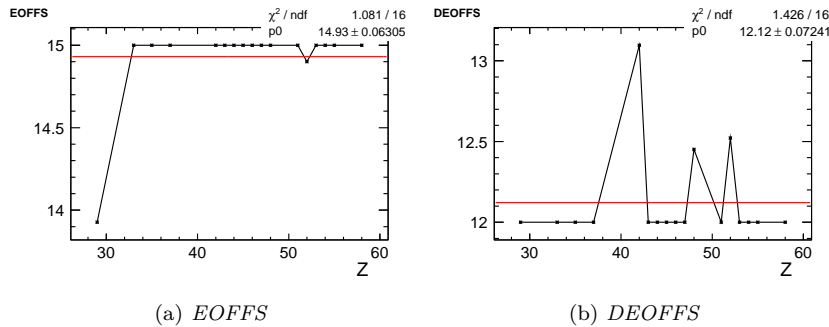 EOFFS
χ² / ndf 1.081 / 16
p0 14.93 ± 0.06305
15
14.5
14
30 40 50 60
Z
(a) EOFFS
DEOFFS
χ² / ndf 1.426 / 16
p0 12.12 ± 0.07241
13
12.5
12
30 40 50 60
Z
(b) DEOFFS